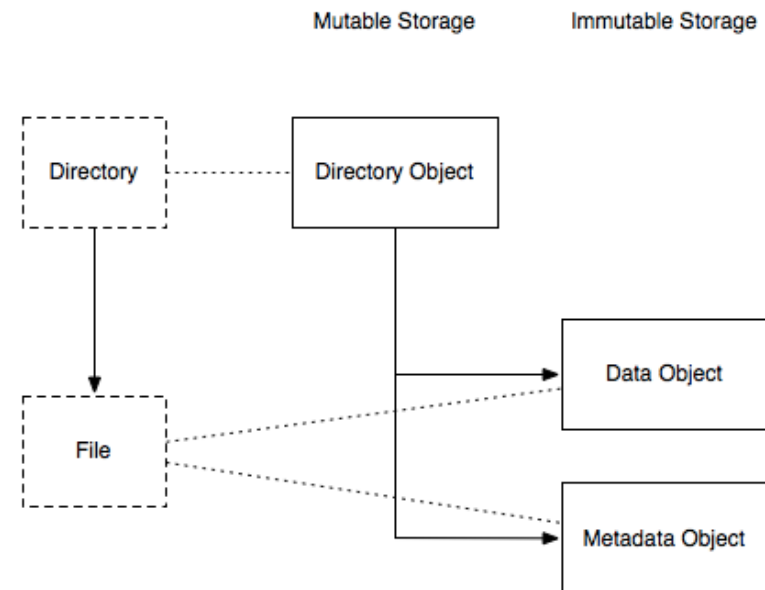 Mutable Storage
Immutable Storage
Directory
Directory Object
Data Object
File
Metadata Object